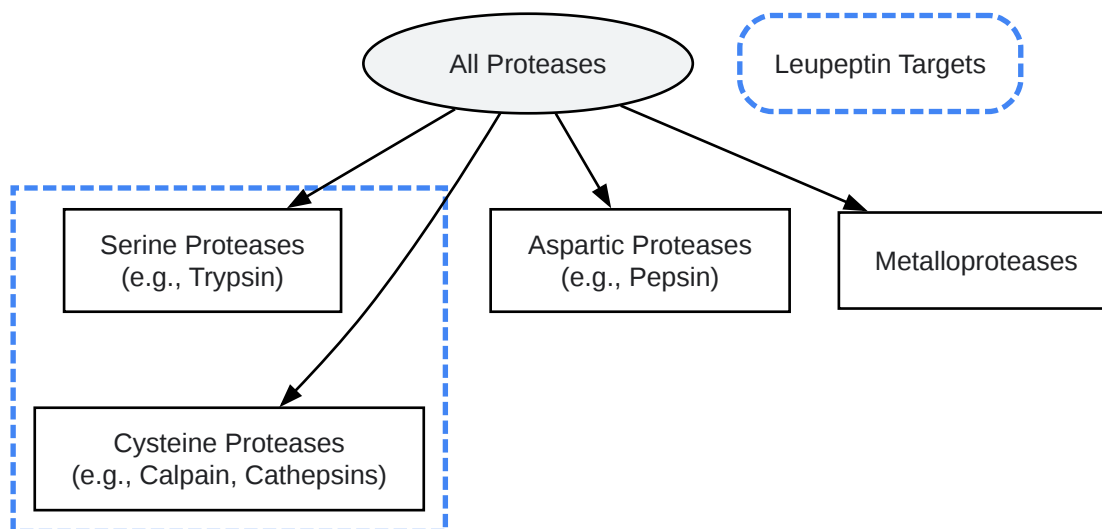 All Proteases
Leupeptin Targets
Serine Proteases
(e.g., Trypsin)
Aspartic Proteases
(e.g., Pepsin)
Metalloproteases
Cysteine Proteases
(e.g., Calpain, Cathepsins)